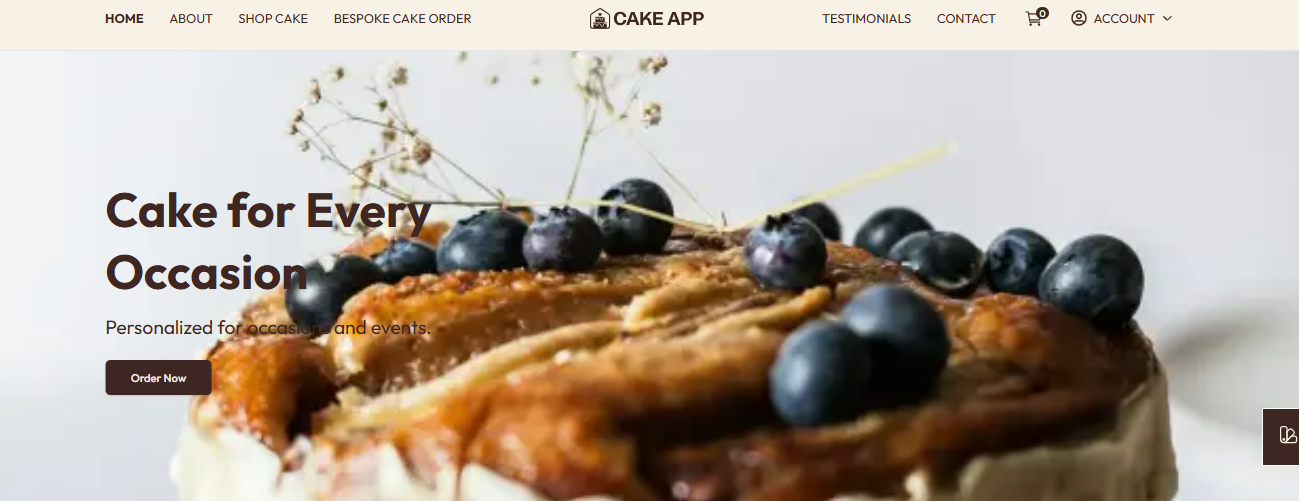 HOME ABOUT SHOP CAKE BESPOKE CAKE ORDER CAKE APP TESTIMONIALS CONTACT 0 ACCOUNT
Cake for Every
Occasion
Personalized for occasions and events.
Order Now